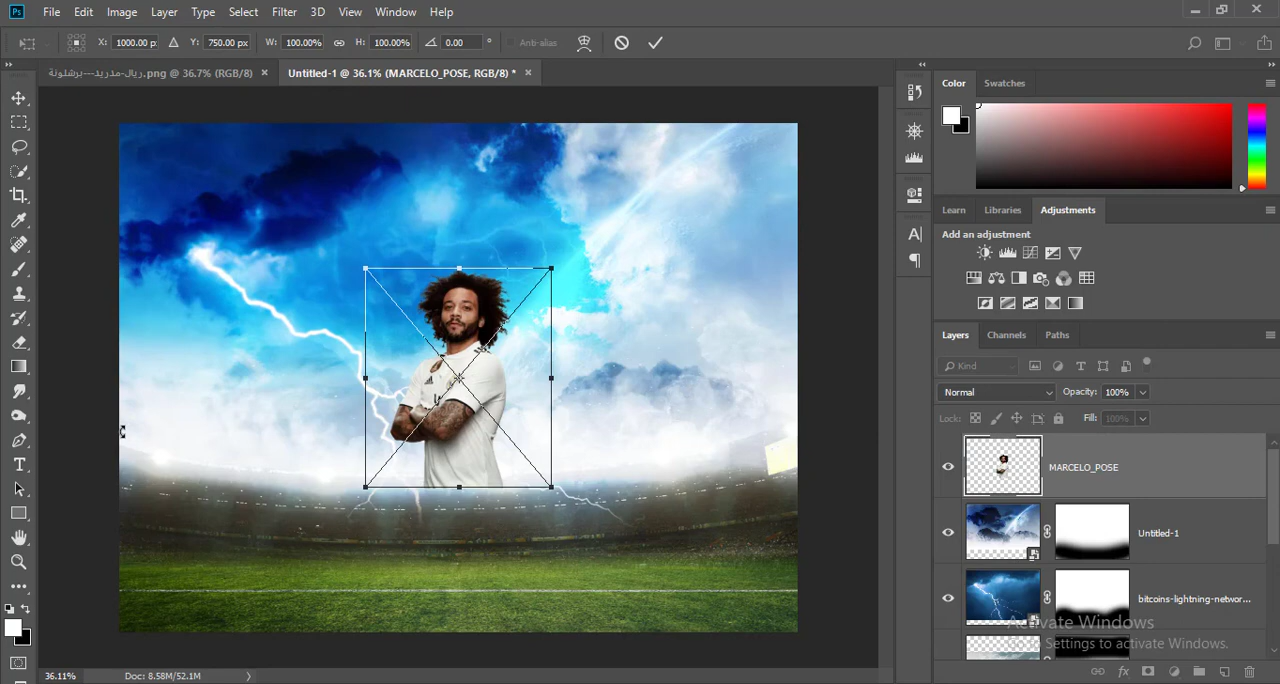 Ps File Edit Image Layer Type Select Filter 3D View Window Help
X: 1000.00 p Y: 750.00 px W: 100.00% H: 100.00% 0.00 ° Anti-alias
ريال-مدريد---برشلونة.png @ 36.7% (RGB/8) × Untitled-1 @ 36.1% (MARCELO_POSE, RGB/8) * ×
Color Swatches
Learn Libraries Adjustments
Add an adjustment
Layers Channels Paths
Kind
Normal Opacity: 100%
Lock: Fill: 100%
MARCELO_POSE
Untitled-1
bitcoins-lightning-networ...
Activate Windows
Settings to activate Windows.
36.11% Doc: 8.58M/52.1M